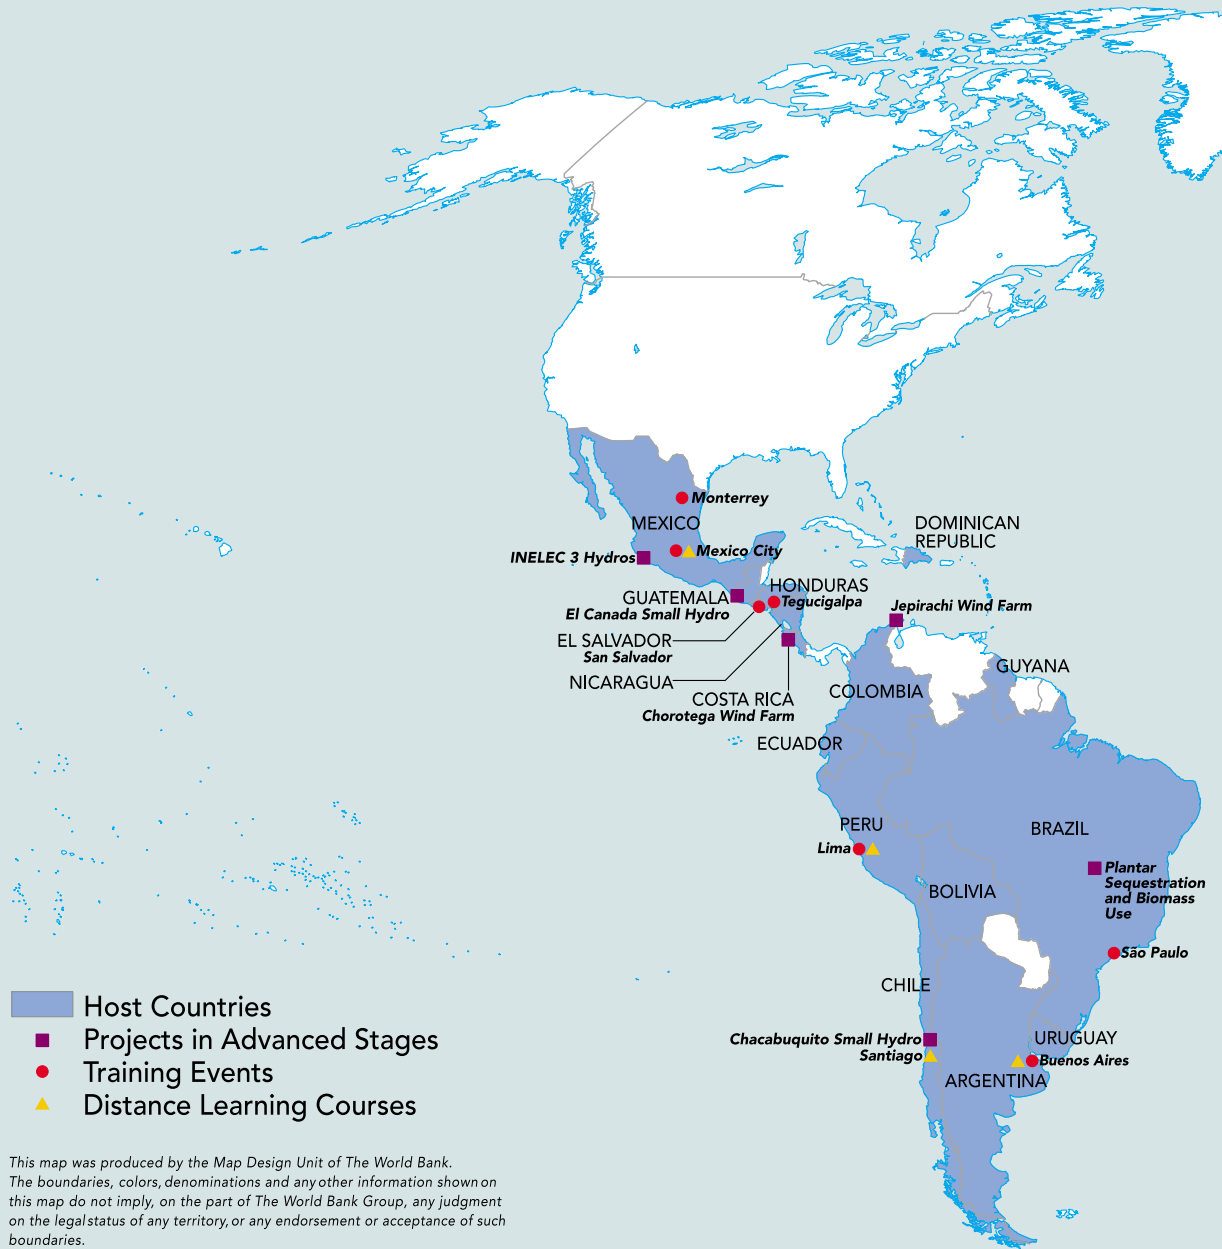 Monterrey
MEXICO
DOMINICAN
REPUBLIC
INELEC 3 Hydros
Mexico City
HONDURAS
Tegucigalpa
GUATEMALA
El Canada Small Hydro
Jepirachi Wind Farm
EL SALVADOR
San Salvador
NICARAGUA
GUYANA
COSTA RICA
Chorotega Wind Farm
COLOMBIA
ECUADOR
PERU
BRAZIL
Lima
Plantar
Sequestration
and Biomass
Use
BOLIVIA
São Paulo
CHILE
Chacabuquito Small Hydro
Santiago
URUGUAY
Buenos Aires
ARGENTINA
Host Countries
Projects in Advanced Stages
Training Events
Distance Learning Courses
This map was produced by the Map Design Unit of The World Bank.
The boundaries, colors, denominations and any other information shown on
this map do not imply, on the part of The World Bank Group, any judgment
on the legal status of any territory, or any endorsement or acceptance of such
boundaries.